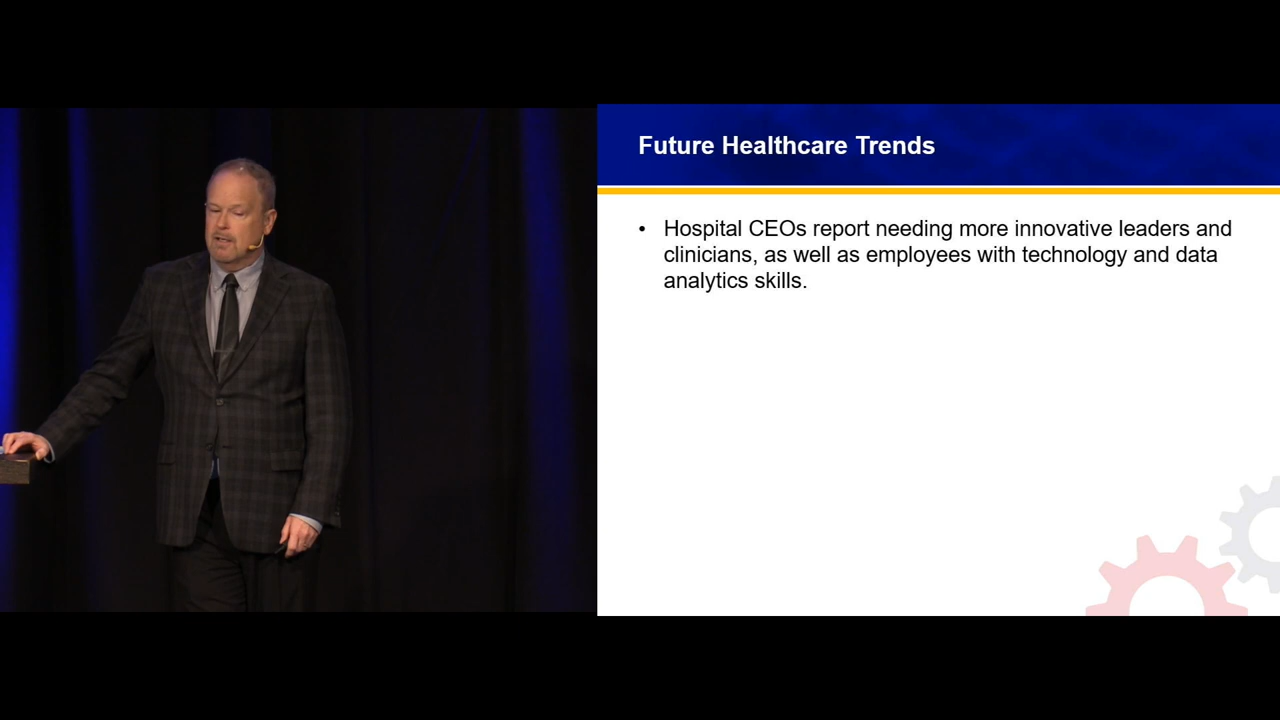 Future Healthcare Trends
• Hospital CEOs report needing more innovative leaders and
clinicians, as well as employees with technology and data
analytics skills.